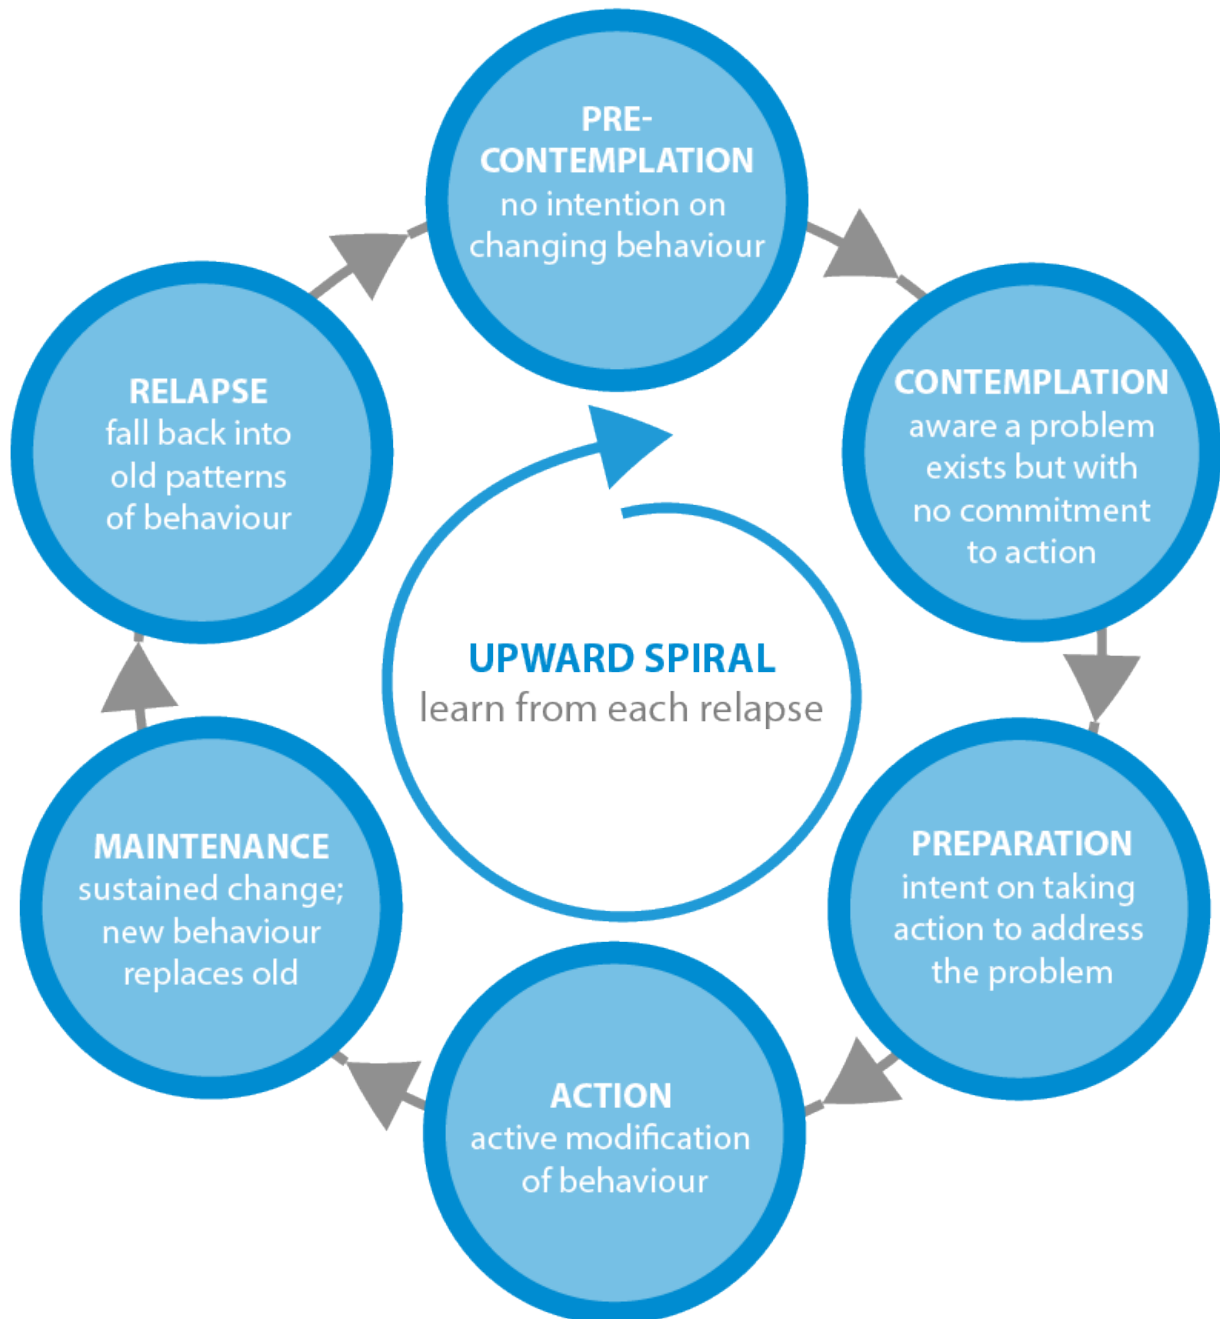 PRE-
CONTEMPLATION
no intention on
changing behaviour
CONTEMPLATION
aware a problem
exists but with
no commitment
to action
PREPARATION
intent on taking
action to address
the problem
ACTION
active modification
of behaviour
MAINTENANCE
sustained change;
new behaviour
replaces old
RELAPSE
fall back into
old patterns
of behaviour
UPWARD SPIRAL
learn from each relapse